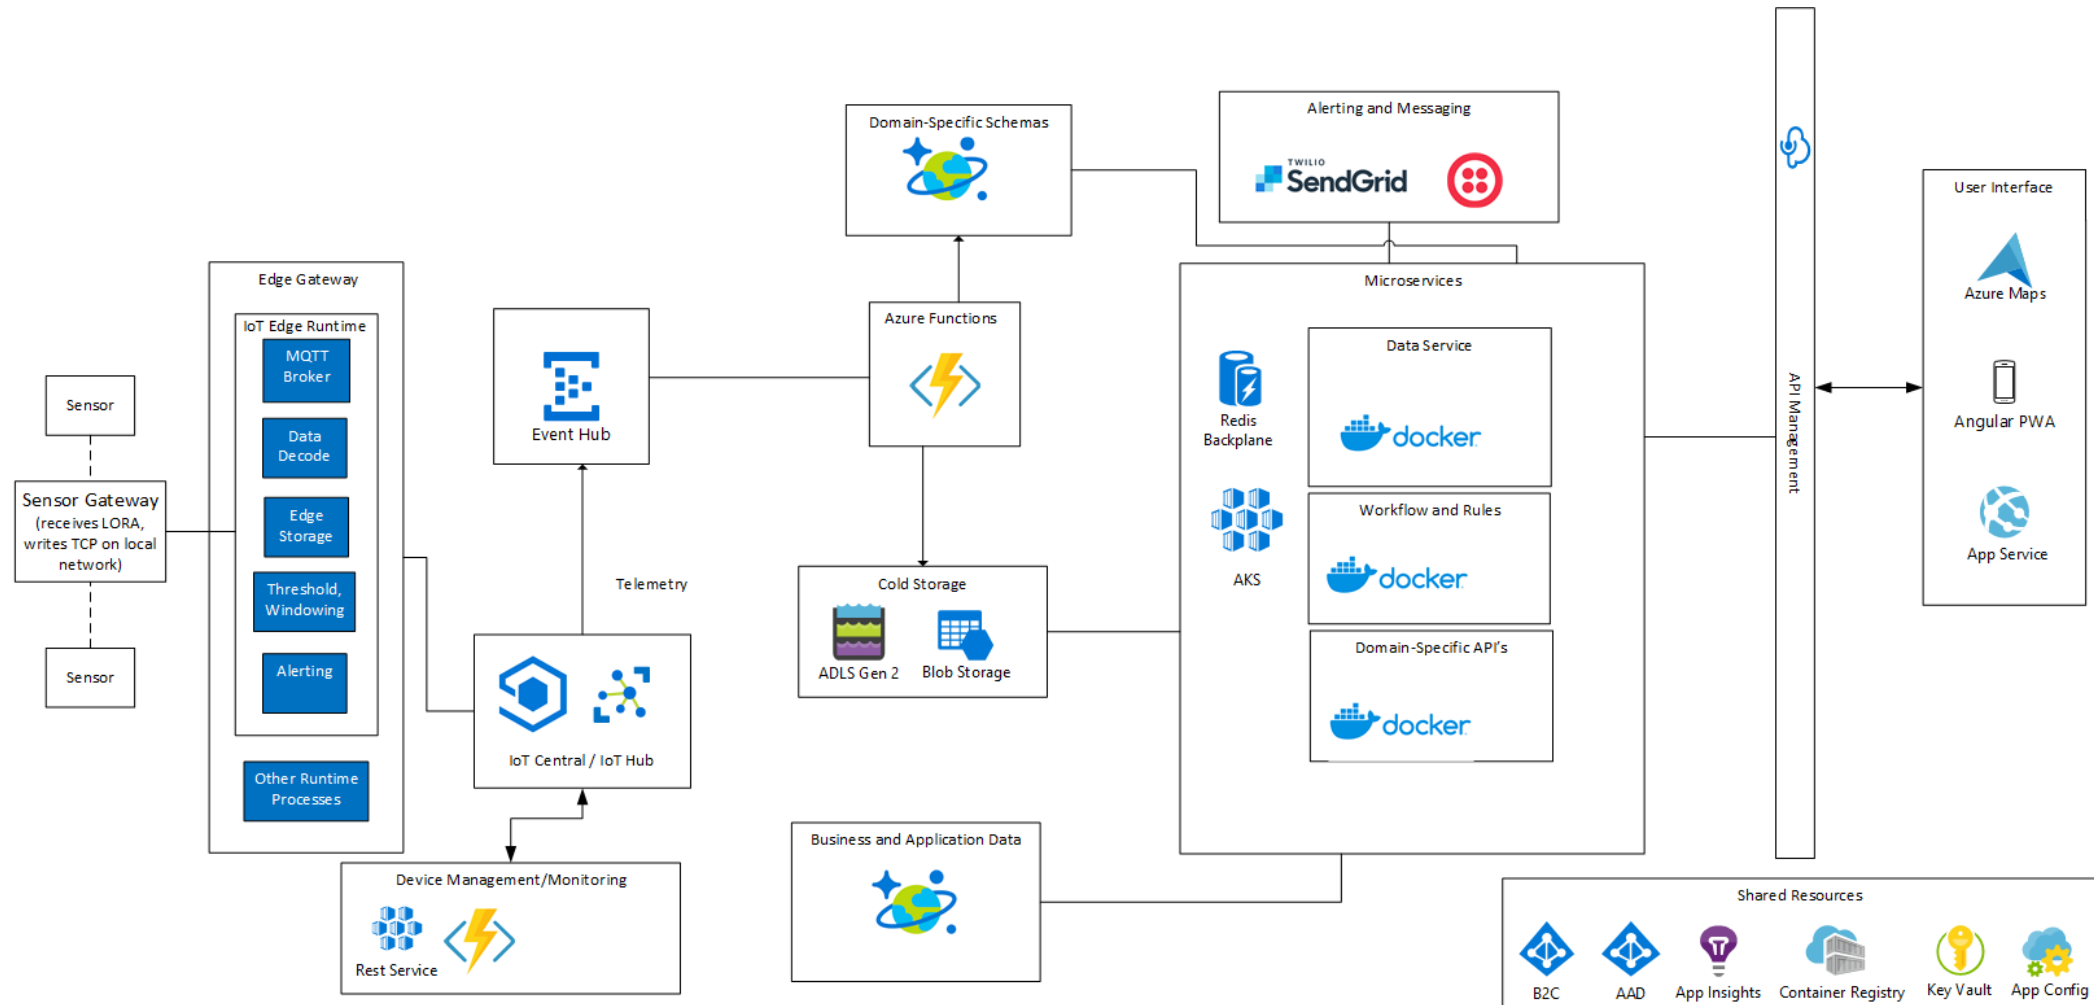 Sensor
Sensor Gateway
(receives LORA,
writes TCP on local
network)
Sensor
Edge Gateway
IoT Edge Runtime
MQTT
Broker
Data
Decode
Edge
Storage
Threshold,
Windowing
Alerting
Other Runtime
Processes
Event Hub
Telemetry
IoT Central / IoT Hub
Device Management/Monitoring
Rest Service
Domain-Specific Schemas
Azure Functions
Cold Storage
ADLS Gen 2
Blob Storage
Business and Application Data
Alerting and Messaging
TWILIO
SendGrid
Microservices
Redis
Backplane
AKS
Data Service
docker
Workflow and Rules
docker
Domain-Specific API's
docker
API Management
User Interface
Azure Maps
Angular PWA
App Service
Shared Resources
B2C
AAD
App Insights
Container Registry
Key Vault
App Config